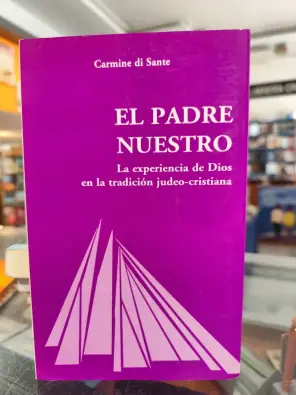 Carmine di Sante
EL PADRE
NUESTRO
La experiencia de Dios
en la tradición judeo-cristiana